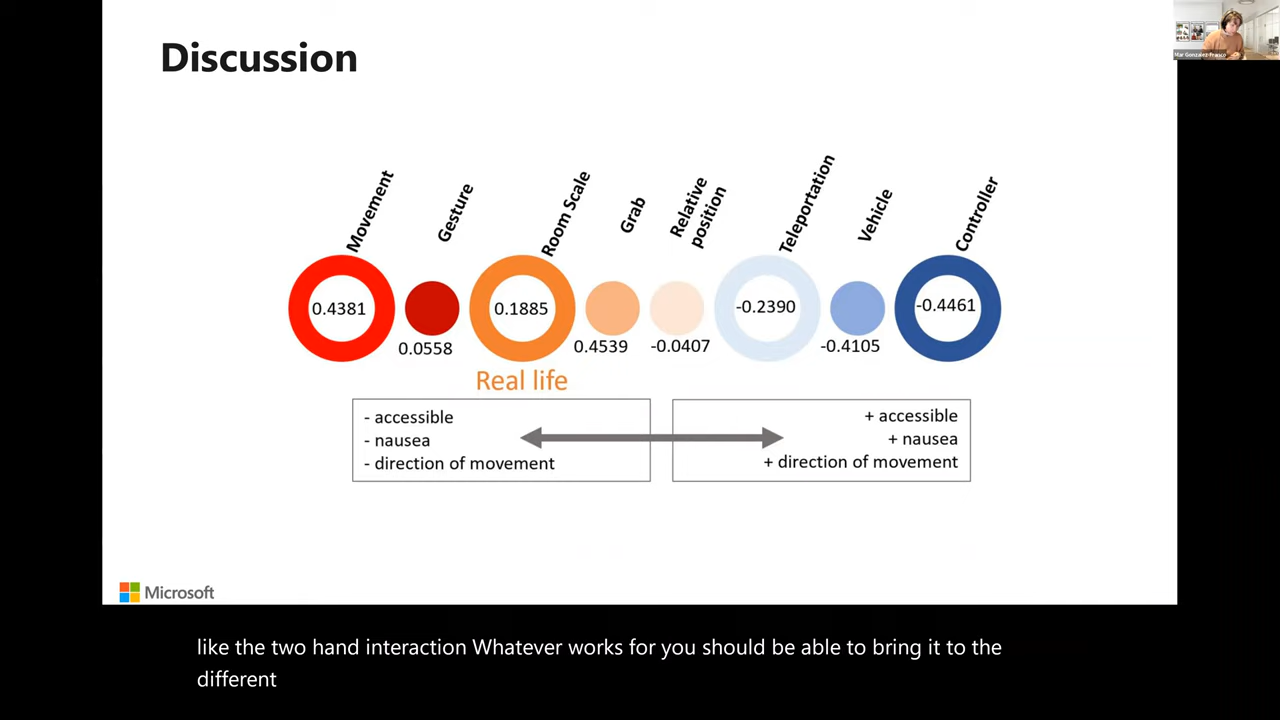 Discussion
Mar Gonzalez Franco
Movement
Gesture
Room Scale
Grab
Relative
position
Teleportation
Vehicle
Controller
0.4381
0.0558
0.1885
0.4539
-0.0407
-0.2390
-0.4105
-0.4461
Real life
- accessible
- nausea
- direction of movement
+ accessible
+ nausea
+ direction of movement
Microsoft
like the two hand interaction Whatever works for you should be able to bring it to the
different